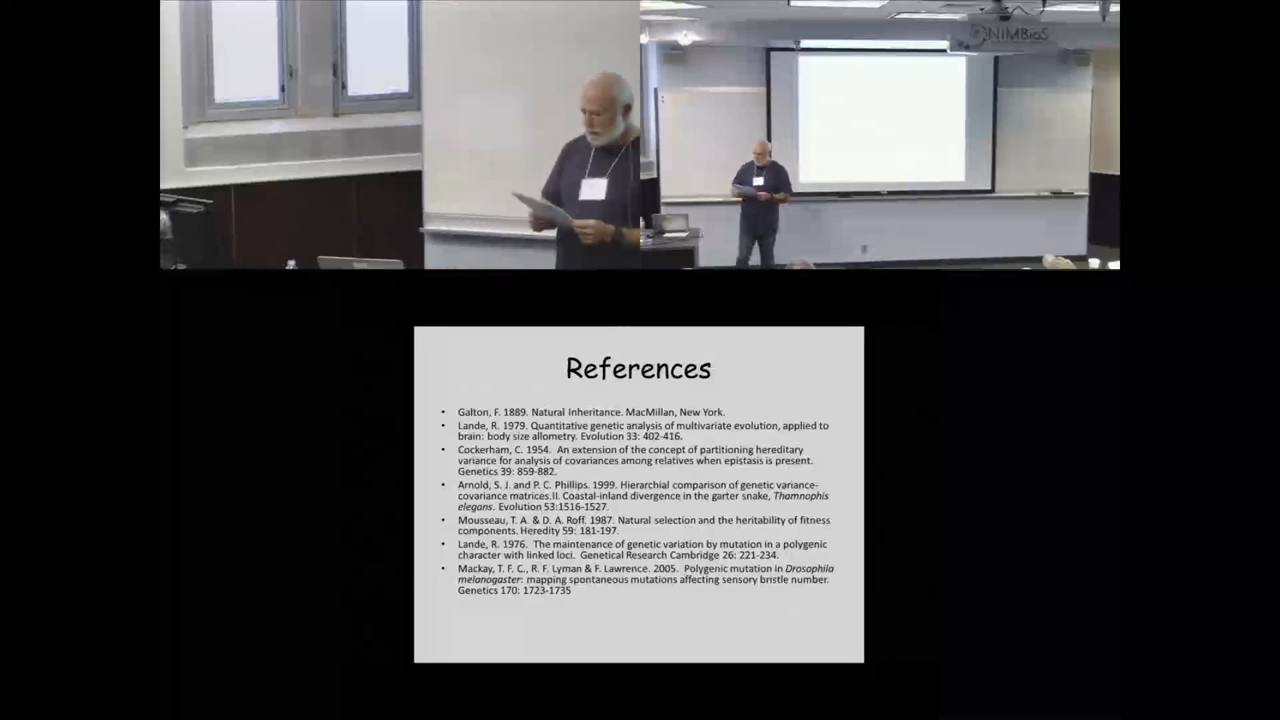 NIMBioS
References
• Galton, F. 1889. Natural Inheritance. MacMillan, New York.
• Lande, R. 1979. Quantitative genetic analysis of multivariate evolution, applied to
brain: body size allometry. Evolution 33: 402-416.
• Cockerham, C. 1954. An extension of the concept of partitioning hereditary
variance for analysis of covariances among relatives when epistasis is present.
Genetics 39: 859-882.
• Arnold, S. J. and P. C. Phillips. 1999. Hierarchial comparison of genetic variance-
covariance matrices.II. Coastal-inland divergence in the garter snake, Thamnophis
elegans. Evolution 53:1516-1527.
• Mousseau, T. A. & D. A. Roff. 1987. Natural selection and the heritability of fitness
components. Heredity 59: 181-197.
• Lande, R. 1976. The maintenance of genetic variation by mutation in a polygenic
character with linked loci. Genetical Research Cambridge 26: 221-234.
• Mackay, T. F. C., R. F. Lyman & F. Lawrence. 2005. Polygenic mutation in Drosophila
melanogaster: mapping spontaneous mutations affecting sensory bristle number.
Genetics 170: 1723-1735